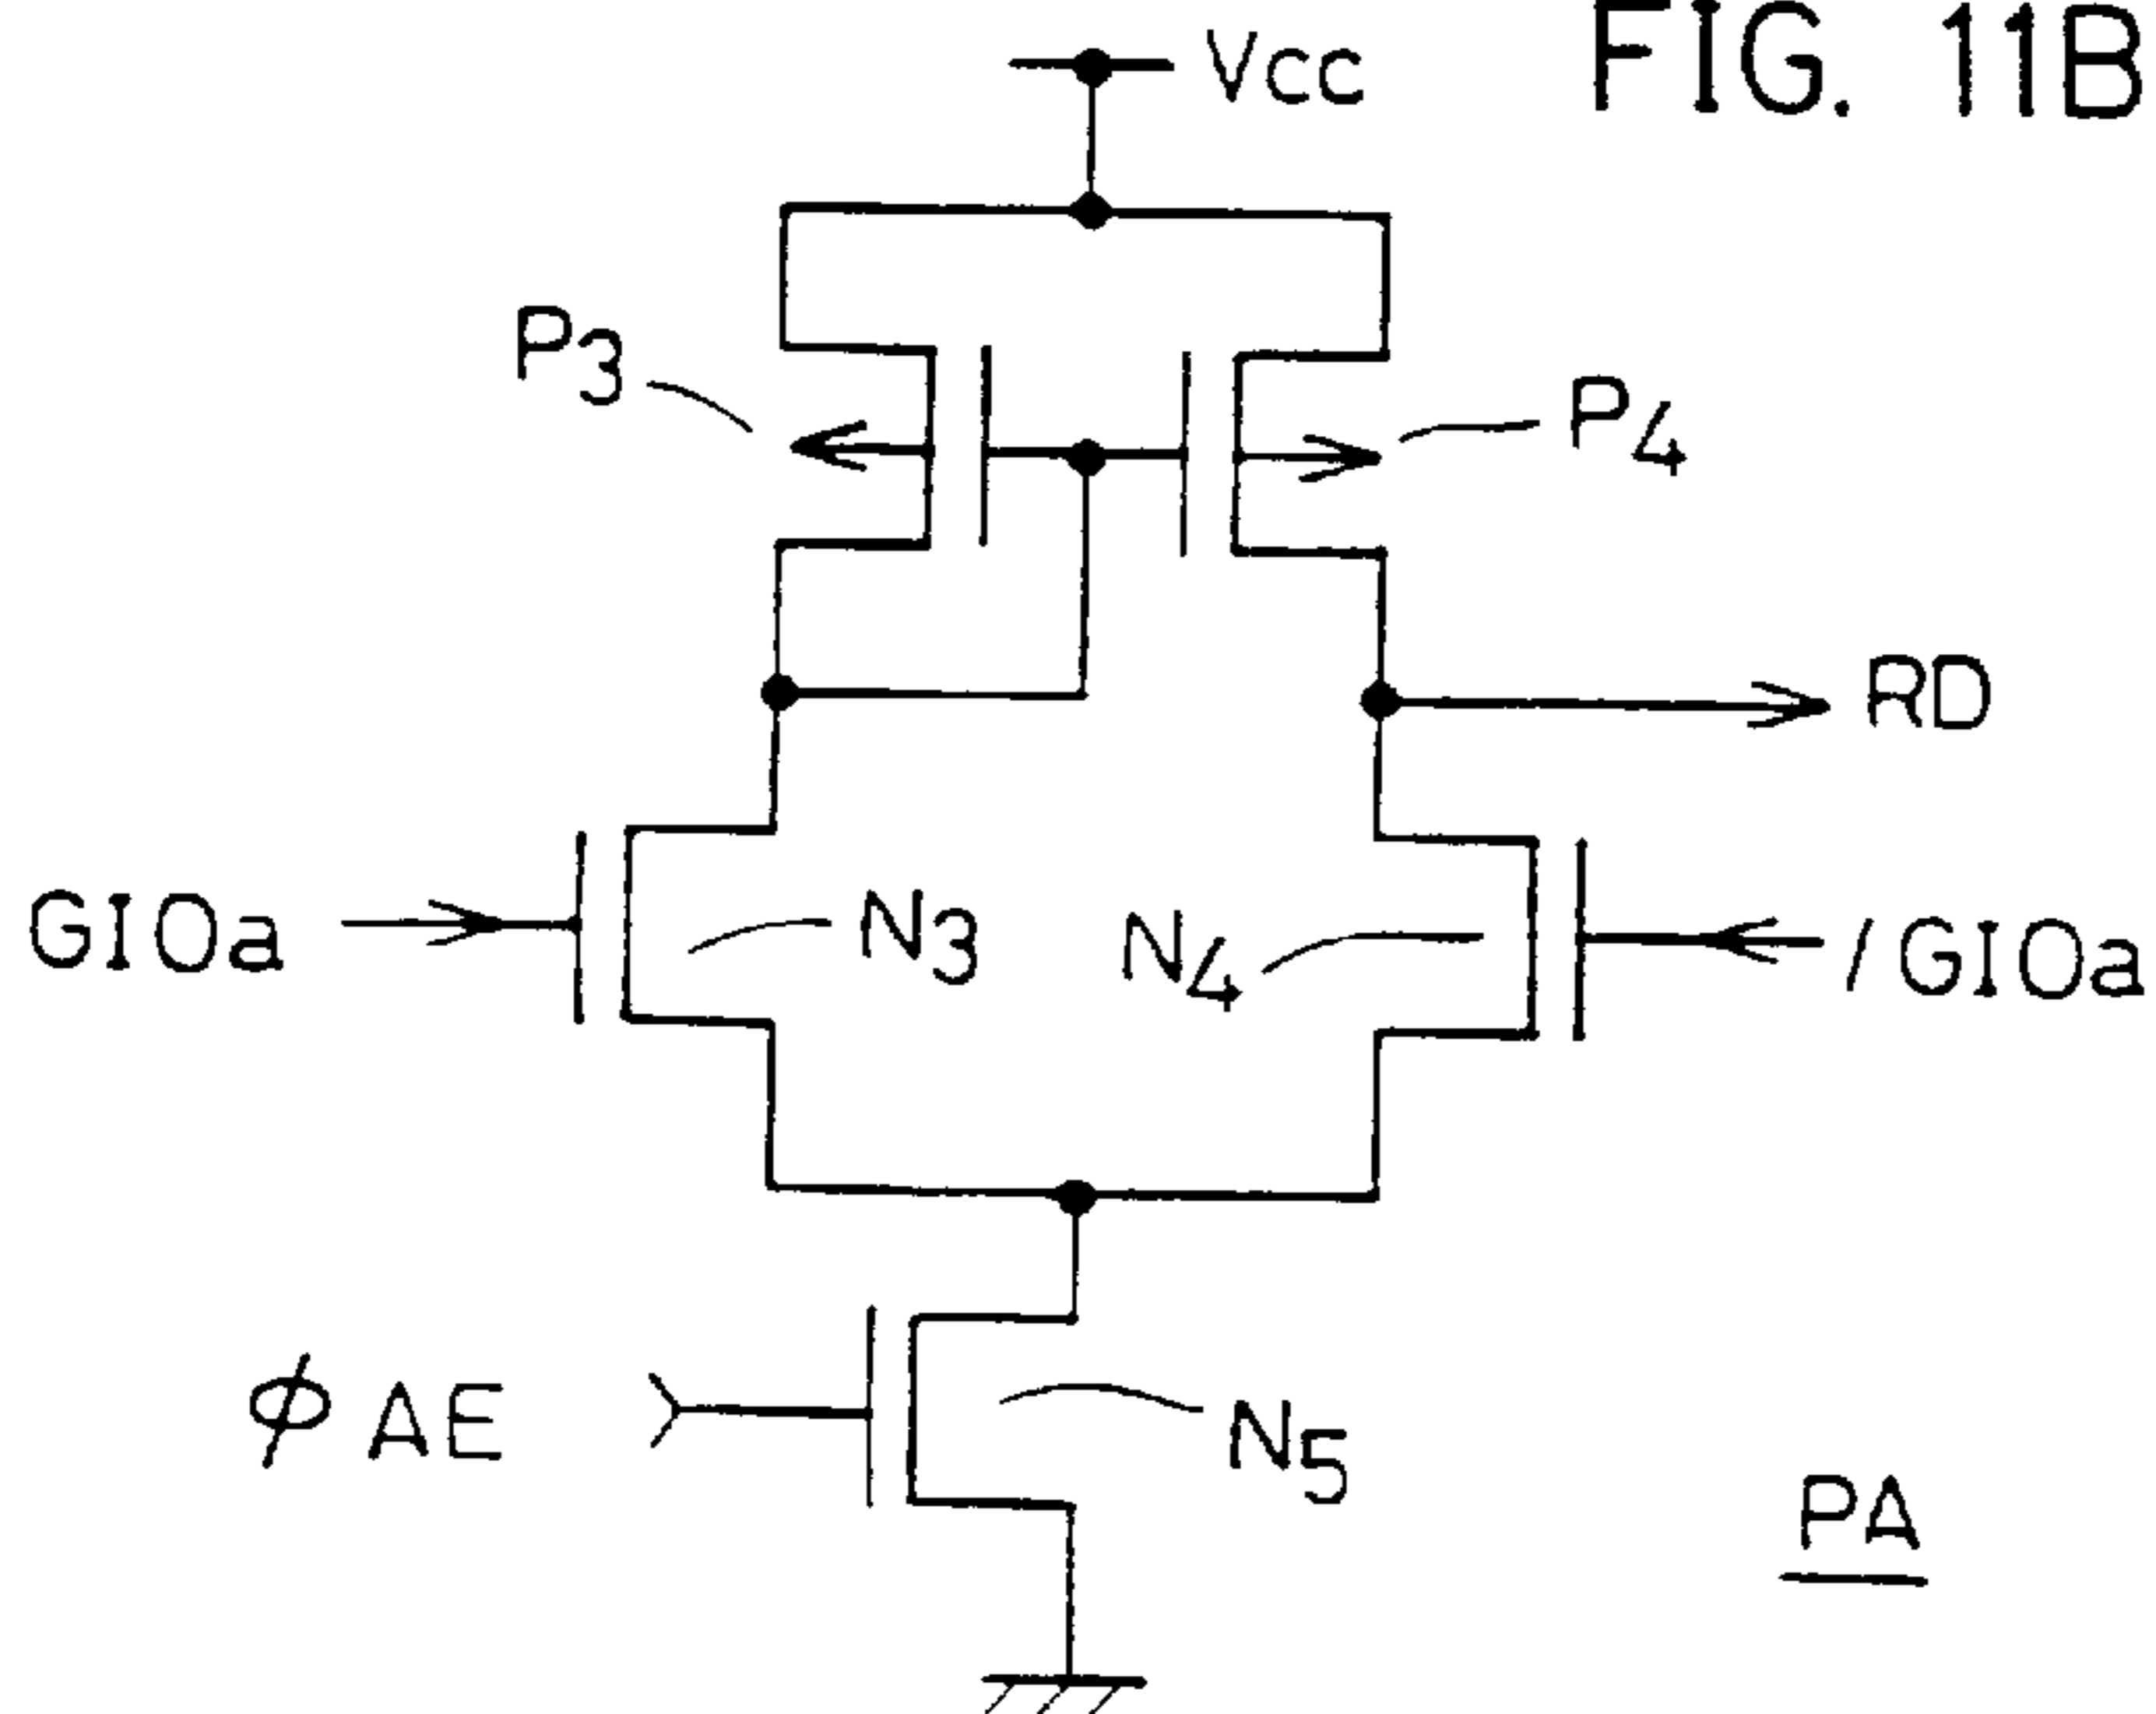 FIG. 11B
Vcc
P3
P4
RD
GIOa
N3
N4
/GIOa
φAE
N5
PA